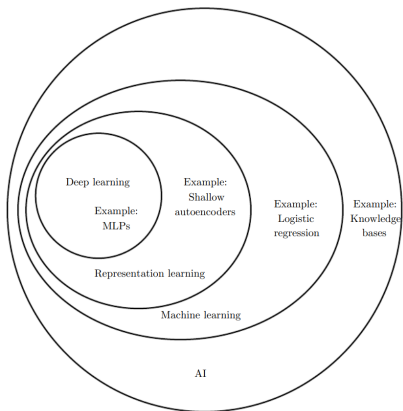 Deep learning
Example:
MLPs
Example:
Shallow
autoencoders
Example:
Logistic
regression
Example:
Knowledge
bases
Representation learning
Machine learning
AI